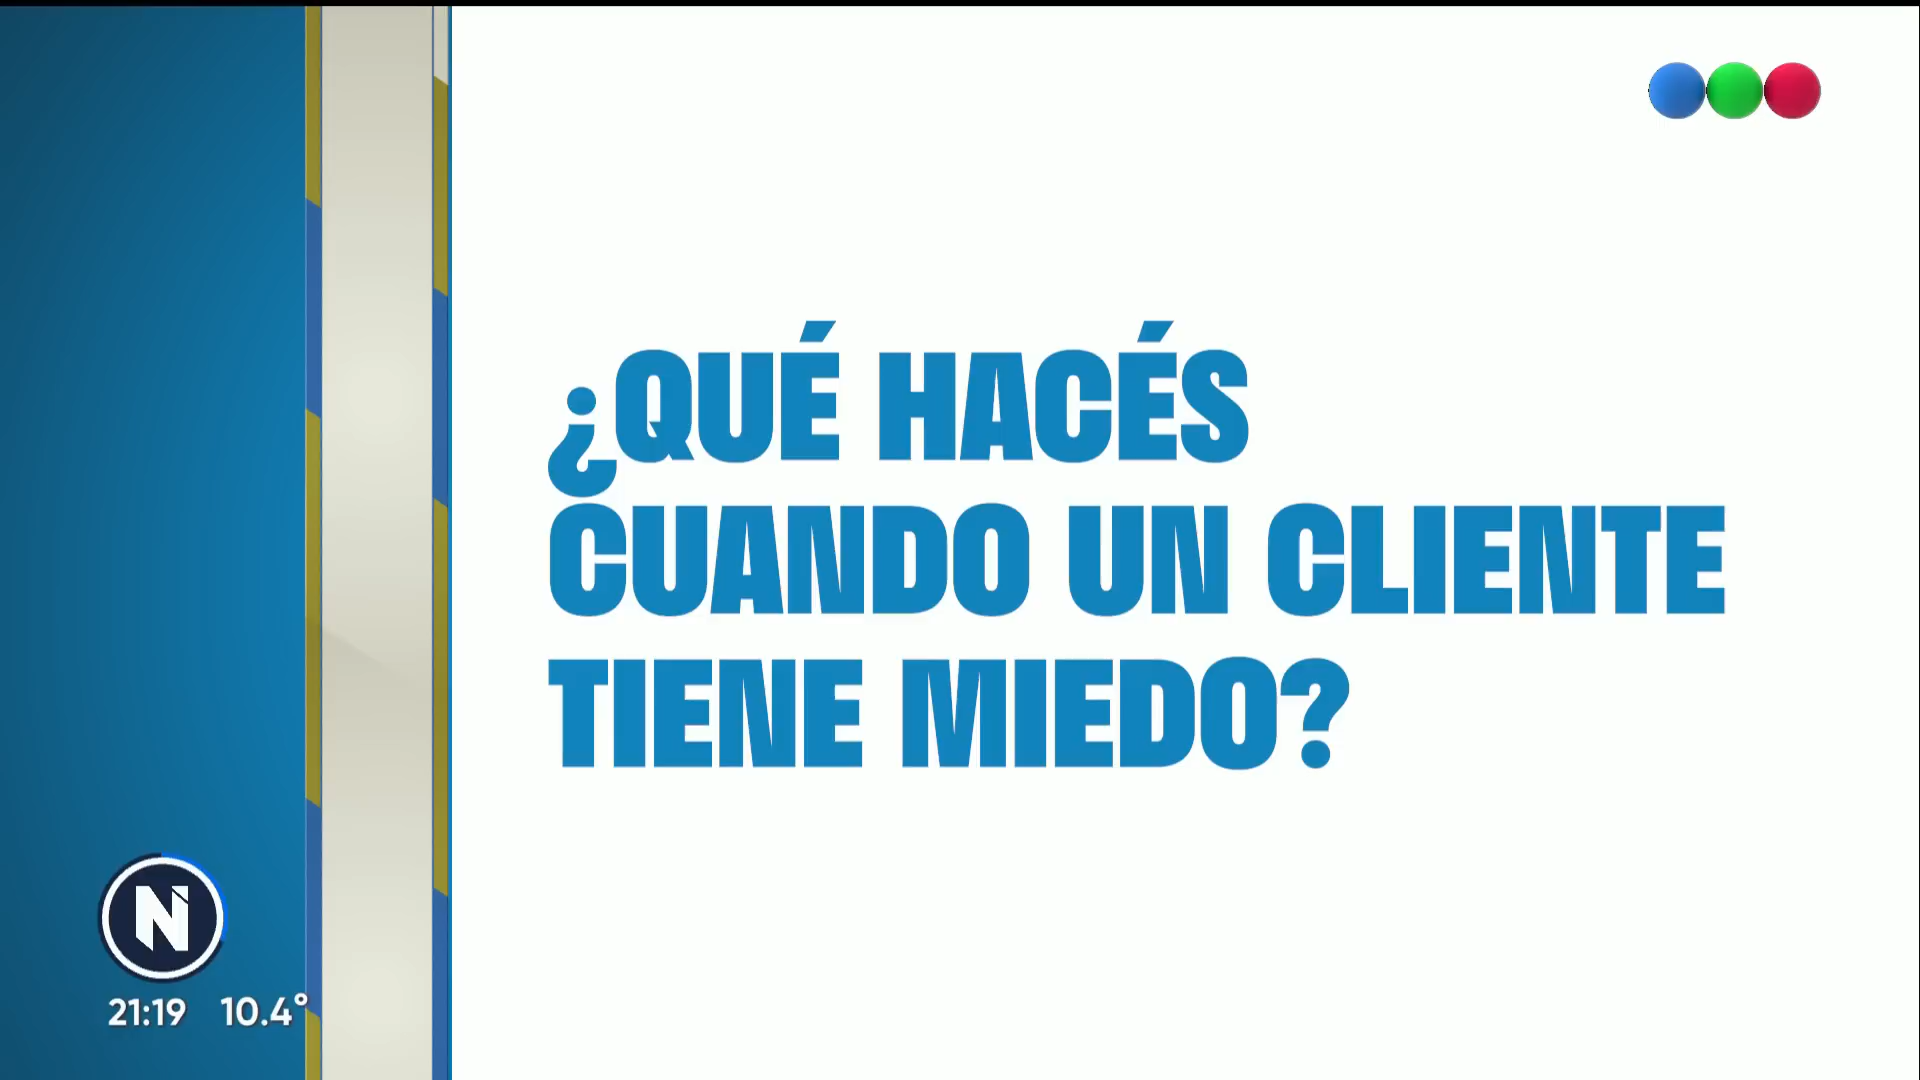 ¿QUÉ HACÉS
CUANDO UN CLIENTE
TIENE MIEDO?
N
21:19 10.4°